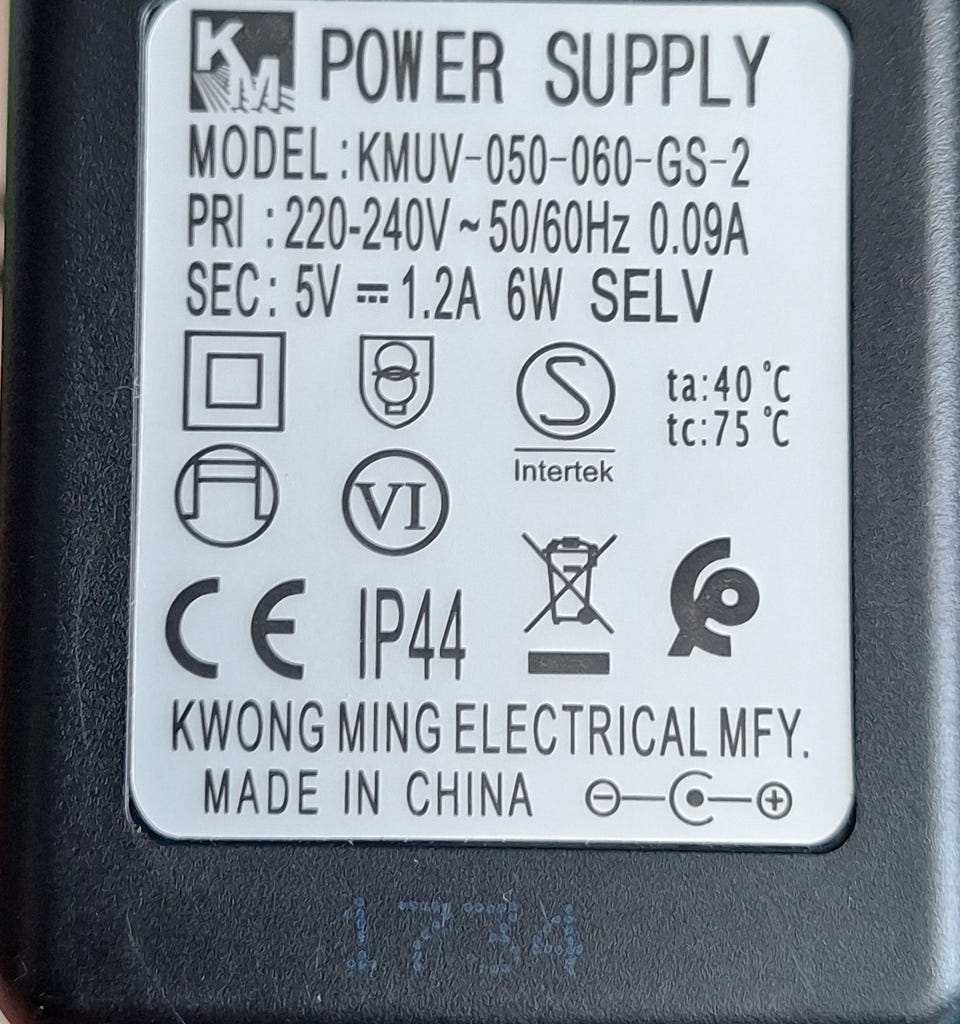 KM POWER SUPPLY
MODEL:KMUV-050-060-GS-2
PRI :220-240V~50/60Hz 0.09A
SEC: 5V ⎓ 1.2A 6W SELV
S
Intertek
ta:40℃
tc:75℃
VI
CE IP44
KWONG MING ELECTRICAL MFY.
MADE IN CHINA
1734